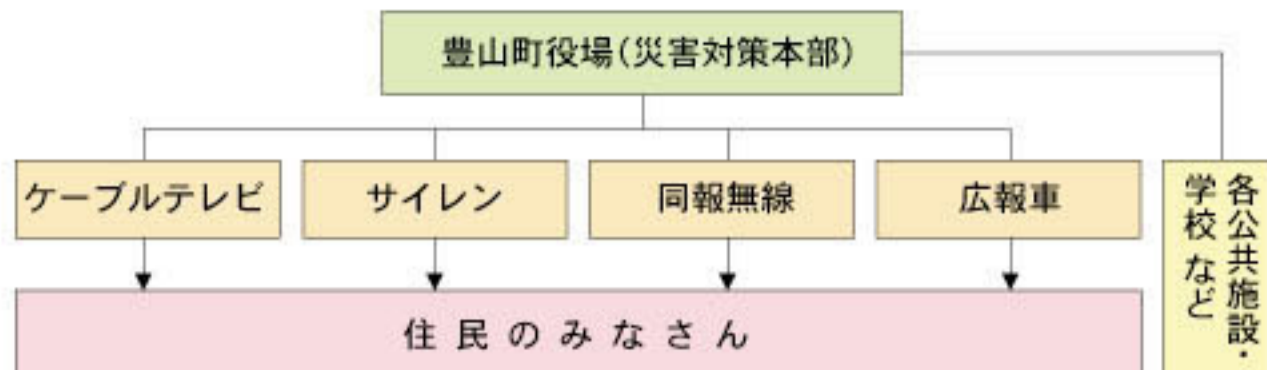 豊山町役場(災害対策本部)
ケーブルテレビ
サイレン
同報無線
広報車
各公共施設・
学校 など
住民のみなさん